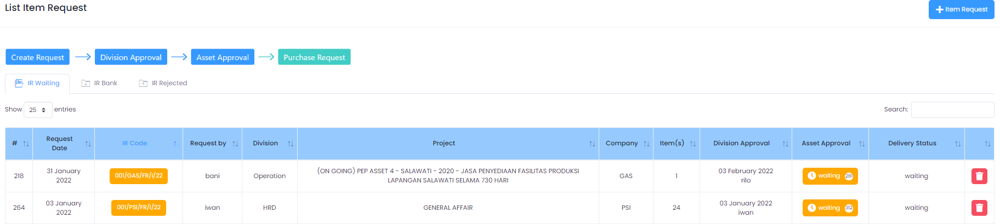 List Item Request
Item Request
Create Request
Division Approval
Asset Approval
Purchase Request
IR Waiting
IR Bank
IR Rejected
Show 25 entries
Search:
#
Request
Date
IR Code
Request by
Division
Project
Company
Item(s)
Division Approval
Asset Approval
Delivery Status
218
31 January
2022
001/GAS/FR/I/22
bani
Operation
(ON GOING) PEP ASSET 4 - SALAWATI - 2020 - JASA PENYEDIAAN FASILITAS PRODUKSI
LAPANGAN SALAWATI SELAMA 730 HARI
GAS
1
03 February 2022
rilo
waiting 281
waiting
264
03 January
2022
001/PSI/FR/I/22
iwan
HRD
GENERAL AFFAIR
PSI
24
03 January 2022
iwan
waiting 312
waiting